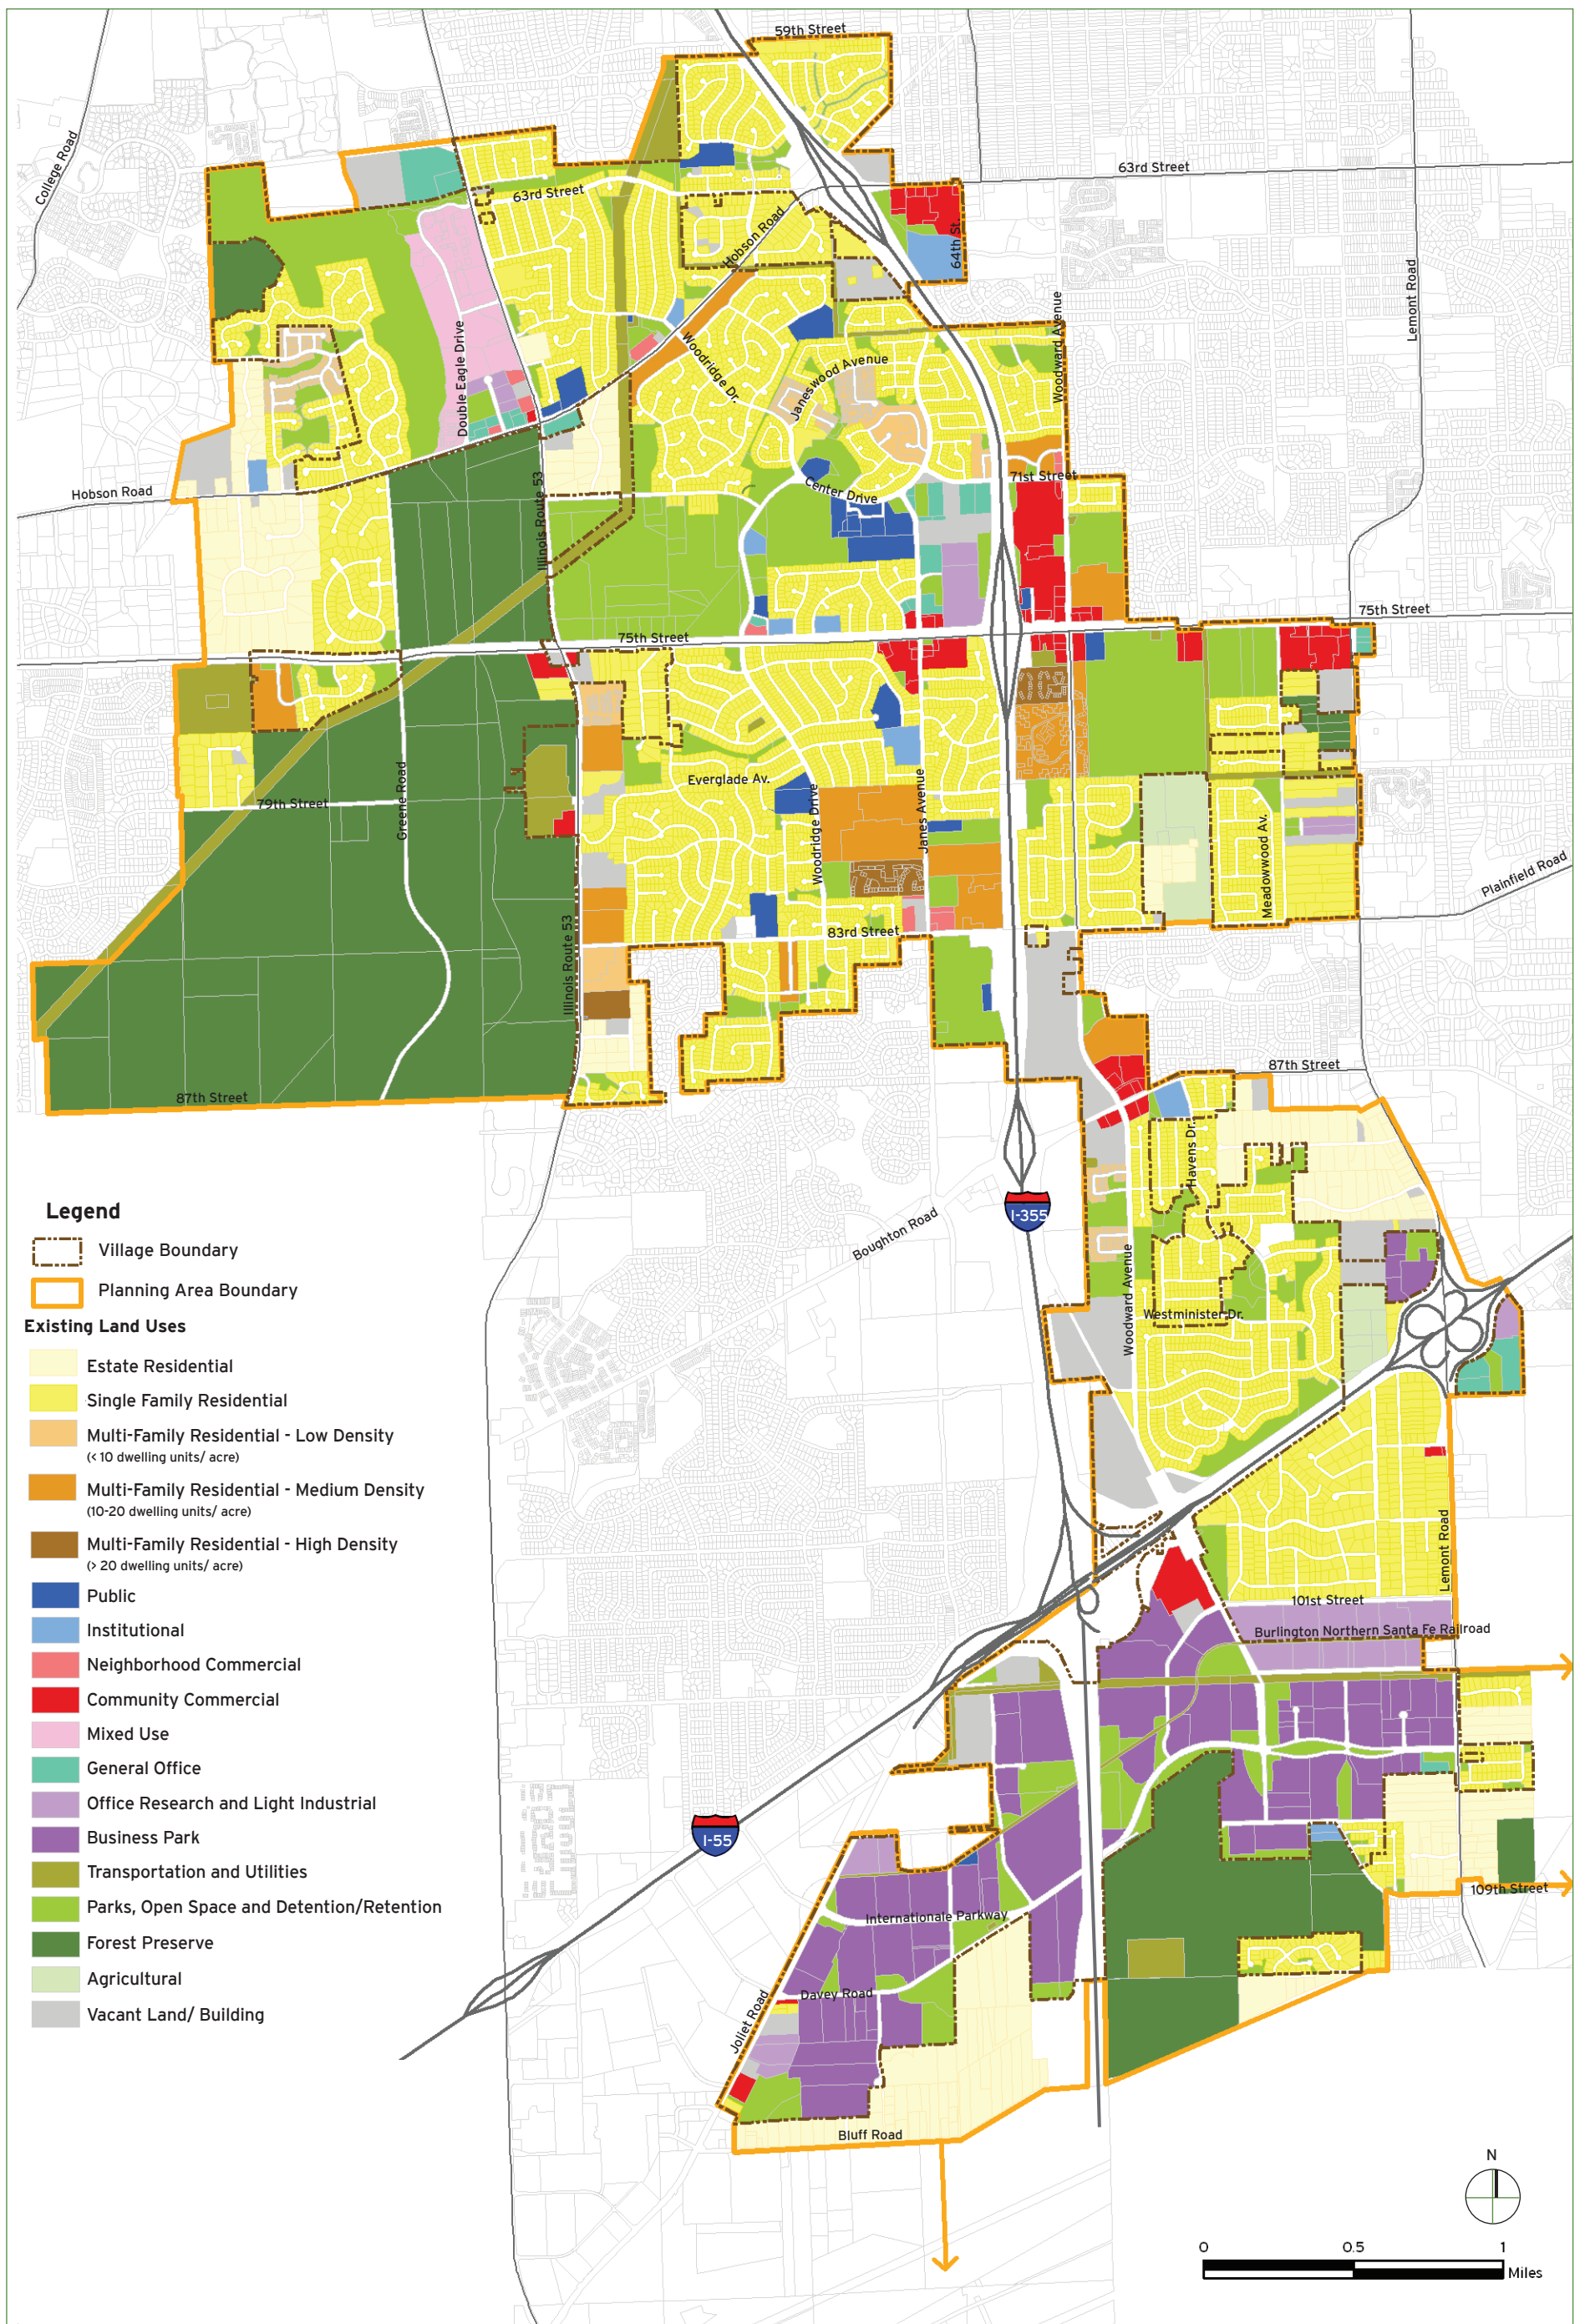 59th Street
College Road
63rd Street
63rd Street
Hobson Road
64th St.
Lemont Road
Woodward Avenue
Double Eagle Drive
Woodridge Dr.
Janeswood Avenue
71st Street
Center Drive
Hobson Road
Illinois Route 53
75th Street
75th Street
Everglade Av.
79th Street
Greene Road
Woodridge Drive
Janes Avenue
Meadowwood Av.
Plainfield Road
83rd Street
Illinois Route 53
87th Street
87th Street
Havens Dr.
I-355
Boughton Road
Woodward Avenue
Westminister Dr.
Lemont Road
101st Street
Burlington Northern Santa Fe Railroad
I-55
109th Street
Internationale Parkway
Davey Road
Joliet Road
Bluff Road
Legend
Village Boundary
Planning Area Boundary
Existing Land Uses
Estate Residential
Single Family Residential
Multi-Family Residential - Low Density
(< 10 dwelling units/ acre)
Multi-Family Residential - Medium Density
(10-20 dwelling units/ acre)
Multi-Family Residential - High Density
(> 20 dwelling units/ acre)
Public
Institutional
Neighborhood Commercial
Community Commercial
Mixed Use
General Office
Office Research and Light Industrial
Business Park
Transportation and Utilities
Parks, Open Space and Detention/Retention
Forest Preserve
Agricultural
Vacant Land/ Building
N
0 0.5 1
Miles